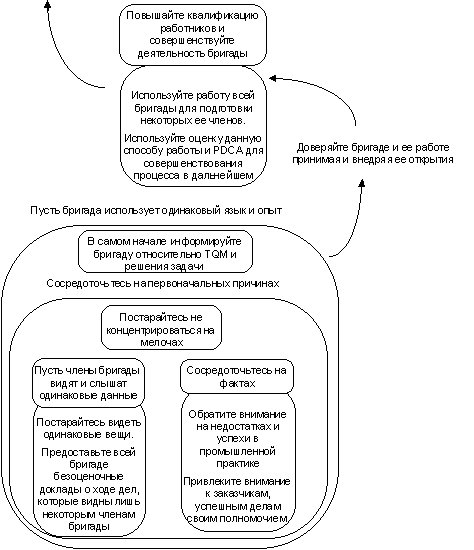 Повышайте квалификацию
работников и
совершенствуйте
деятельность бригады
Используйте работу всей
бригады для подготовки
некоторых ее членов.
Используйте оценку данную
способу работы и PDCA для
совершенствования
процесса в дальнейшем
Доверяйте бригаде и ее работе
принимая и внедряя ее открытия
Пусть бригада использует одинаковый язык и опыт
В самом начале информируйте
бригаду относительно TQM и
решения задачи
Сосредоточьтесь на первоначальных причинах
Постарайтесь не
концентрироваться на
мелочах
Пусть члены бригады
видят и слышат
одинаковые данные
Постарайтесь видеть
одинаковые вещи.
Предоставьте всей
бригаде
безоценочные
доклады о ходе дел,
которые видны лишь
некоторым членам
бригады
Сосредоточьтесь на
фактах
Обратите внимание
на недостатках и
успехи в
промышленной
практике
Привлеките внимание
к заказчикам,
успешным делам
своим полномочием